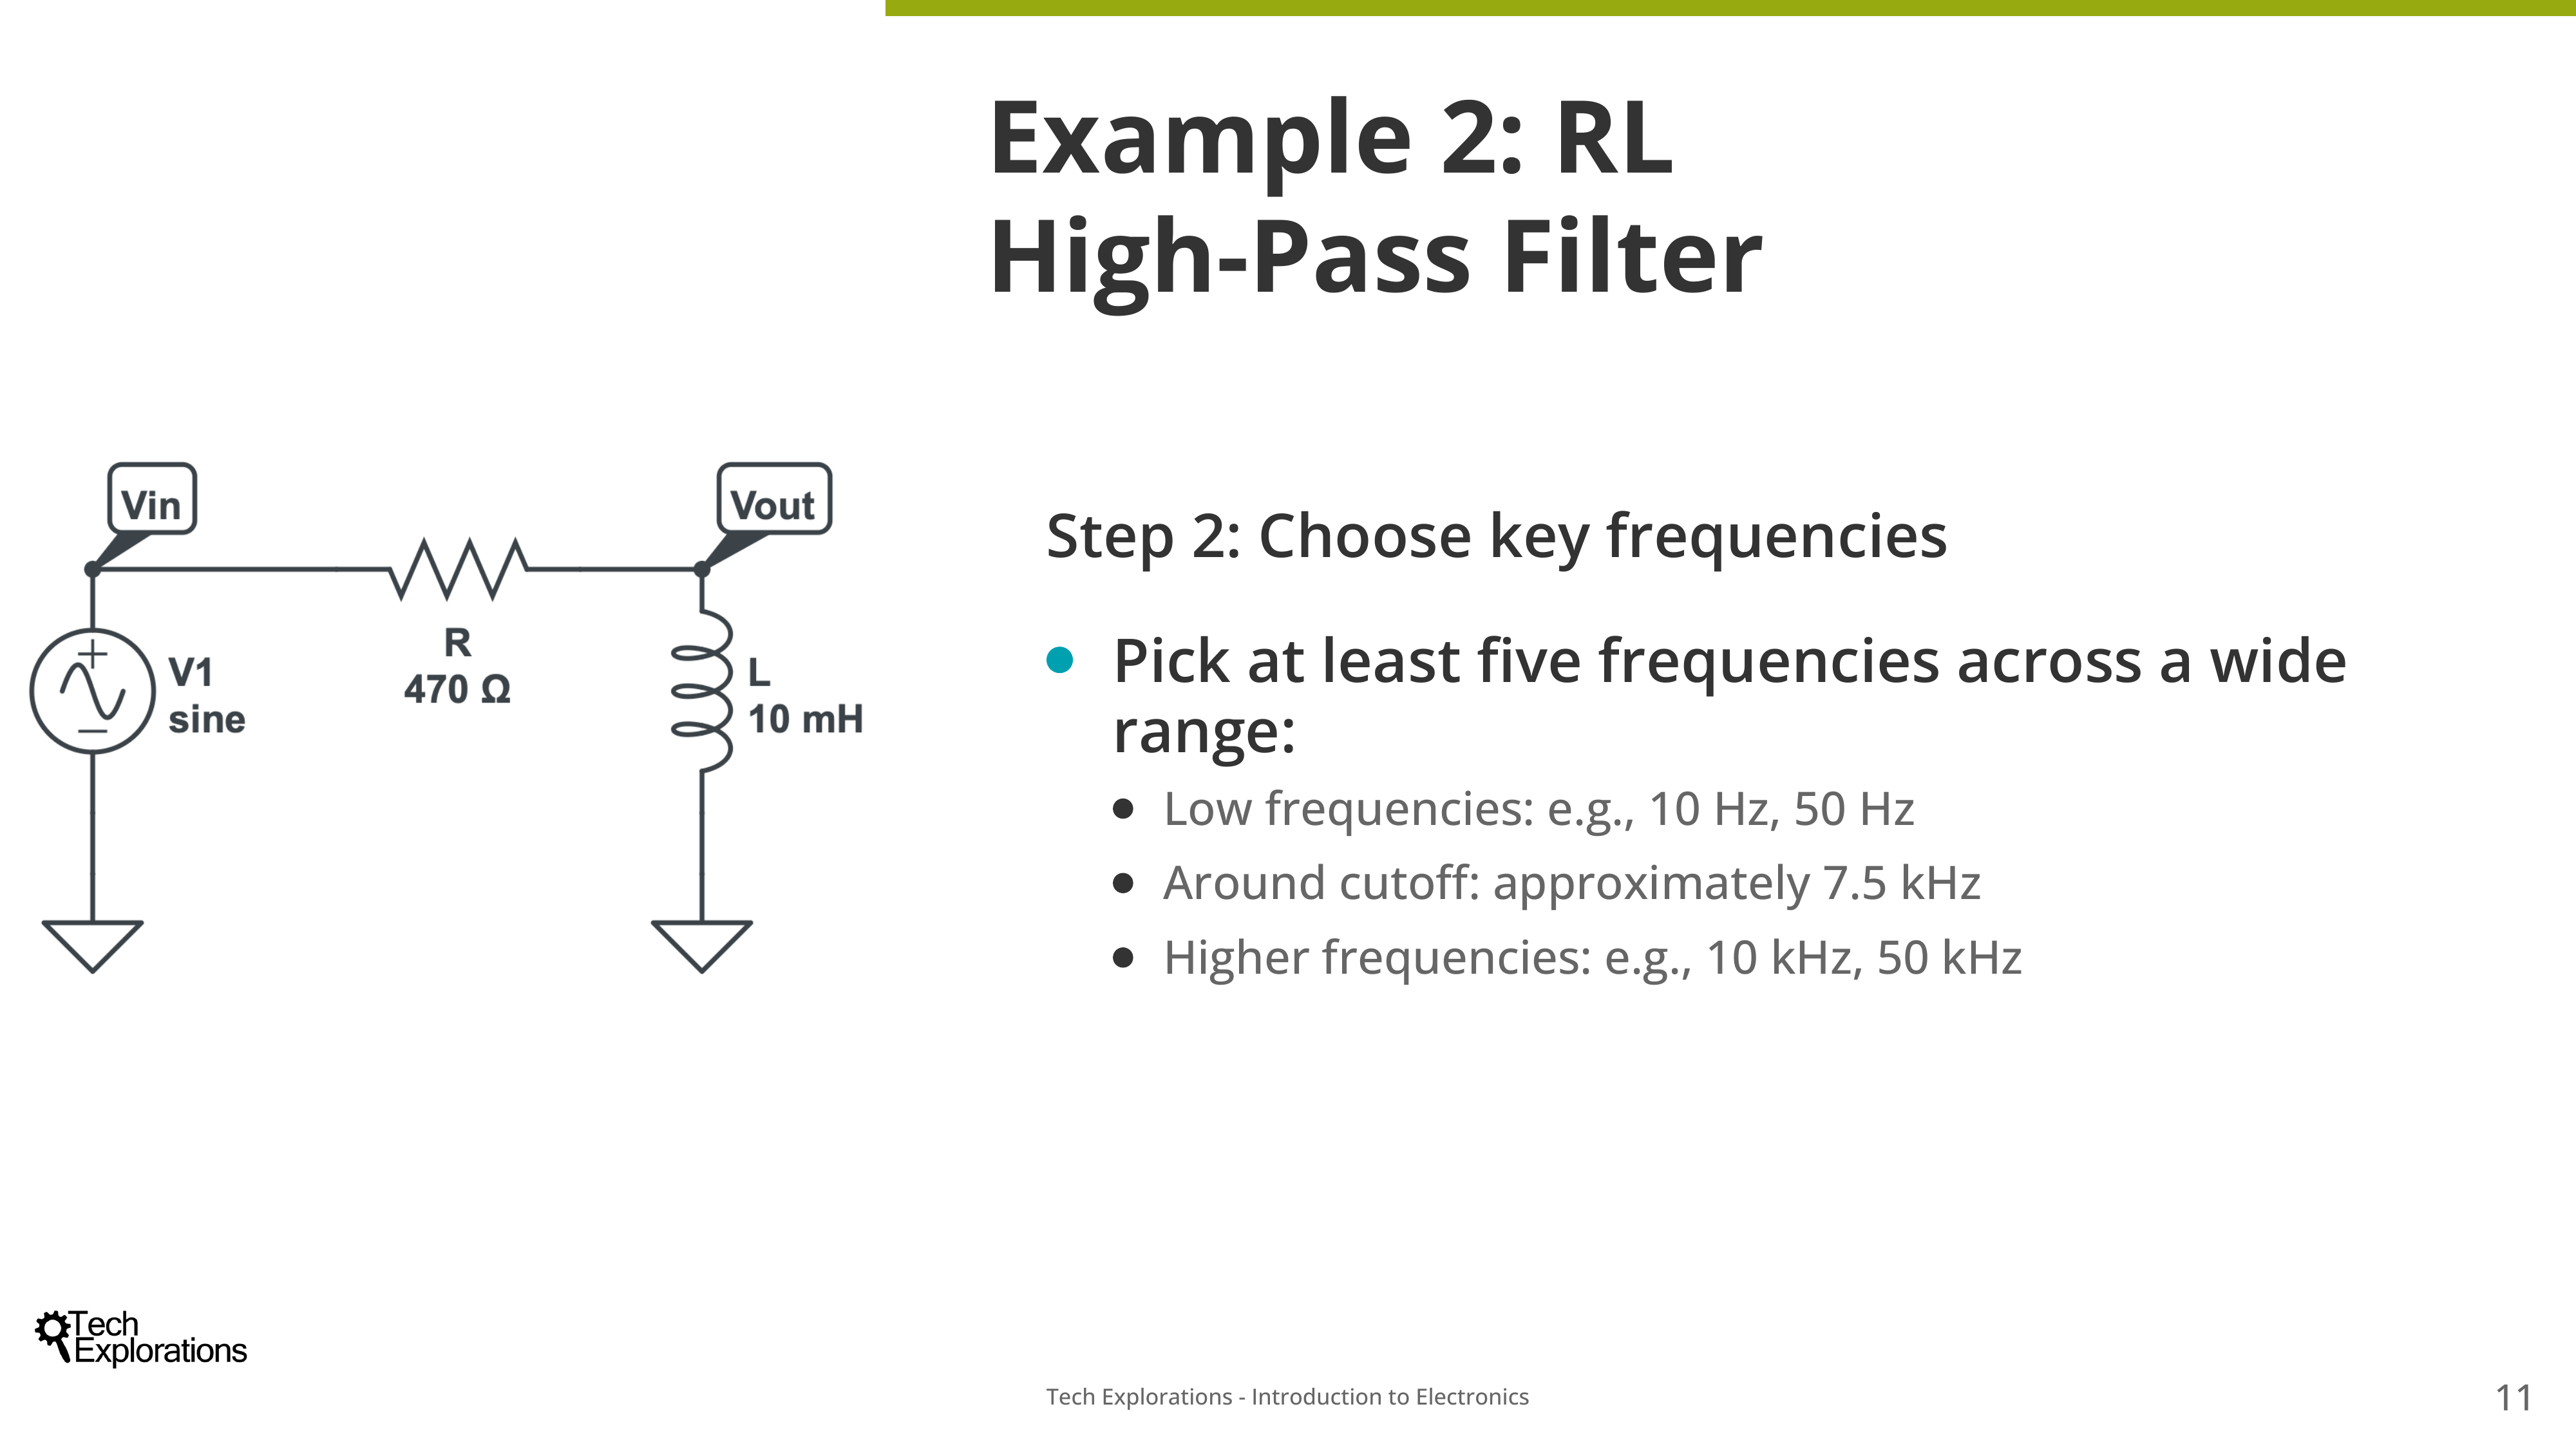 Example 2: RL
High-Pass Filter
Vin
Vout
R
470 Ω
V1
sine
L
10 mH
+
−
Step 2: Choose key frequencies
Pick at least five frequencies across a wide
range:
Low frequencies: e.g., 10 Hz, 50 Hz
Around cutoff: approximately 7.5 kHz
Higher frequencies: e.g., 10 kHz, 50 kHz
Tech
Explorations
Tech Explorations - Introduction to Electronics
11